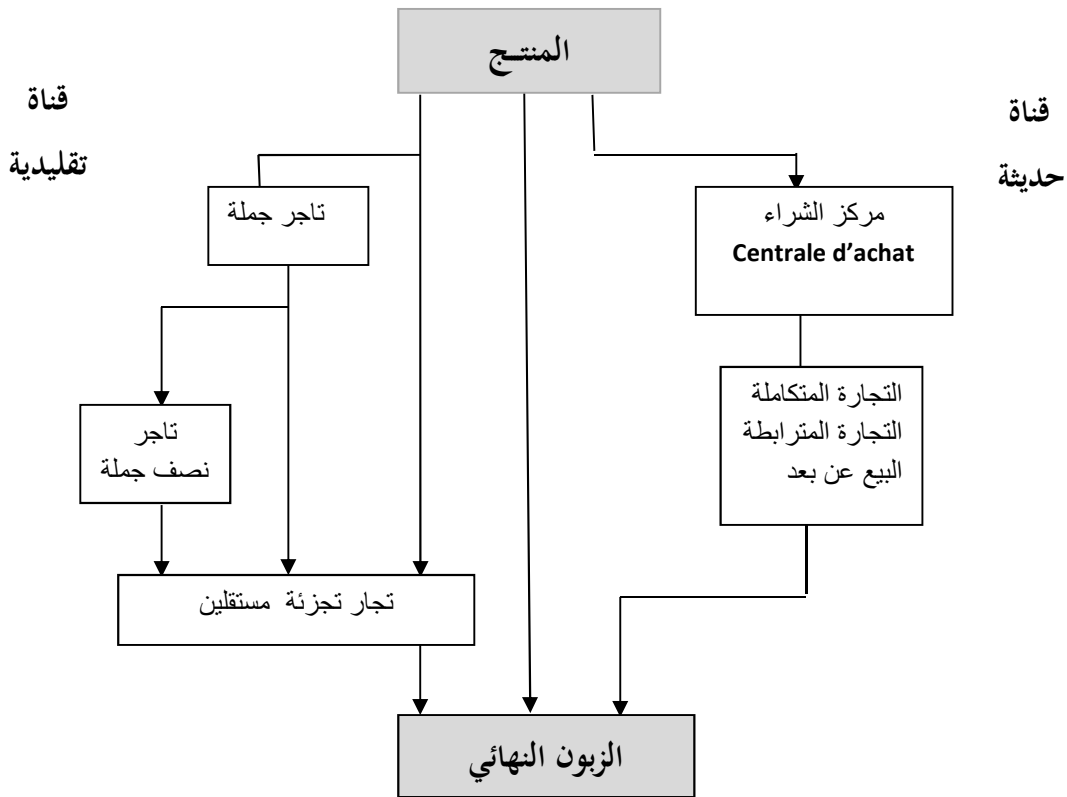 المنتـج
قناة
حديثة
قناة
تقليدية
مركز الشراء
Centrale d’achat
تاجر جملة
التجارة المتكاملة
التجارة المترابطة
البيع عن بعد
تاجر
نصف جملة
تجار تجزئة مستقلين
الزبون النهائي